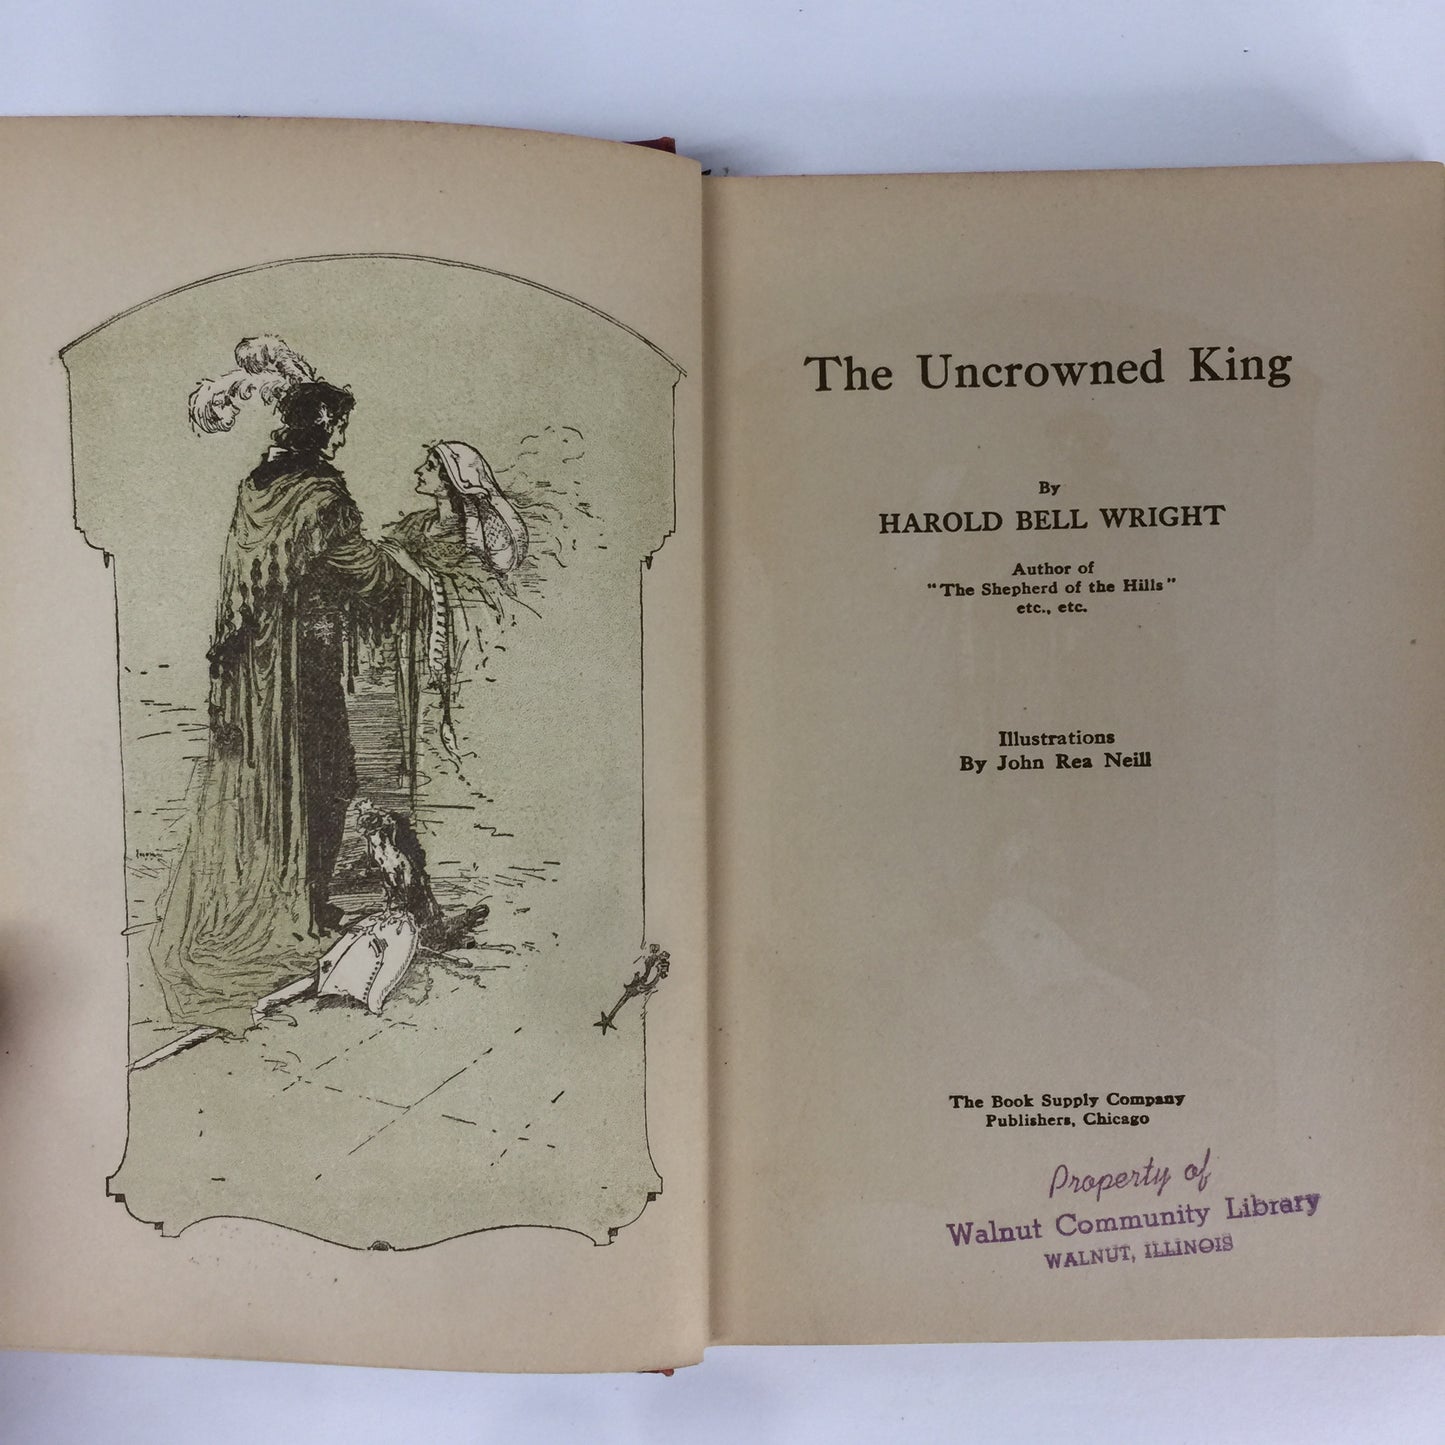 The Uncrowned King
By
HAROLD BELL WRIGHT
Author of
"The Shepherd of the Hills"
etc., etc.
Illustrations
By John Rea Neill
The Book Supply Company
Publishers, Chicago
Property of
Walnut Community Library
WALNUT, ILLINOIS